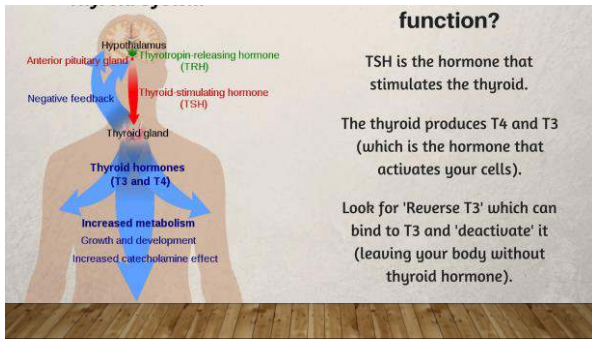 Hypothalamus
Anterior pituitary gland
Thyrotropin-releasing hormone
(TRH)
Negative feedback
Thyroid-stimulating hormone
(TSH)
Thyroid gland
Thyroid hormones
(T3 and T4)
Increased metabolism
Growth and development
Increased catecholamine effect
function?
TSH is the hormone that
stimulates the thyroid.
The thyroid produces T4 and T3
(which is the hormone that
activates your cells).
Look for 'Reverse T3' which can
bind to T3 and 'deactivate' it
(leaving your body without
thyroid hormone).